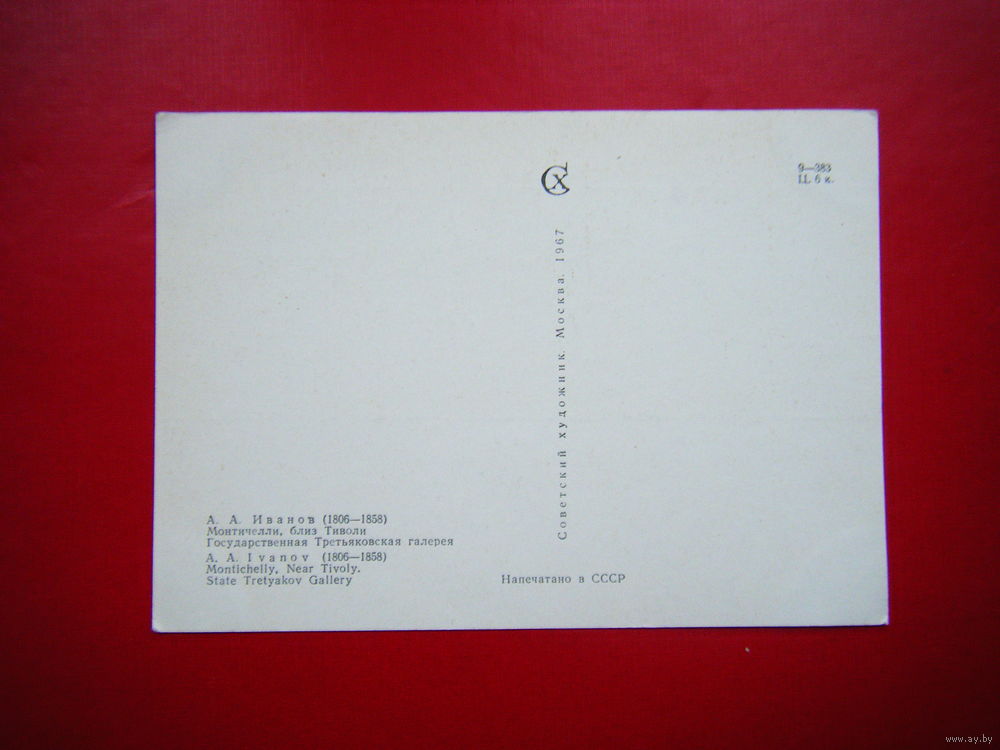 СХ
9—383
Ц. 6 к.
Советский художник. Москва. 1967
А. А. Иванов (1806—1858)
Монтичелли, близ Тиволи
Государственная Третьяковская галерея
A. A. Ivanov (1806—1858)
Montichelly, Near Tivoly.
State Tretyakov Gallery
Напечатано в СССР
www.ay.by